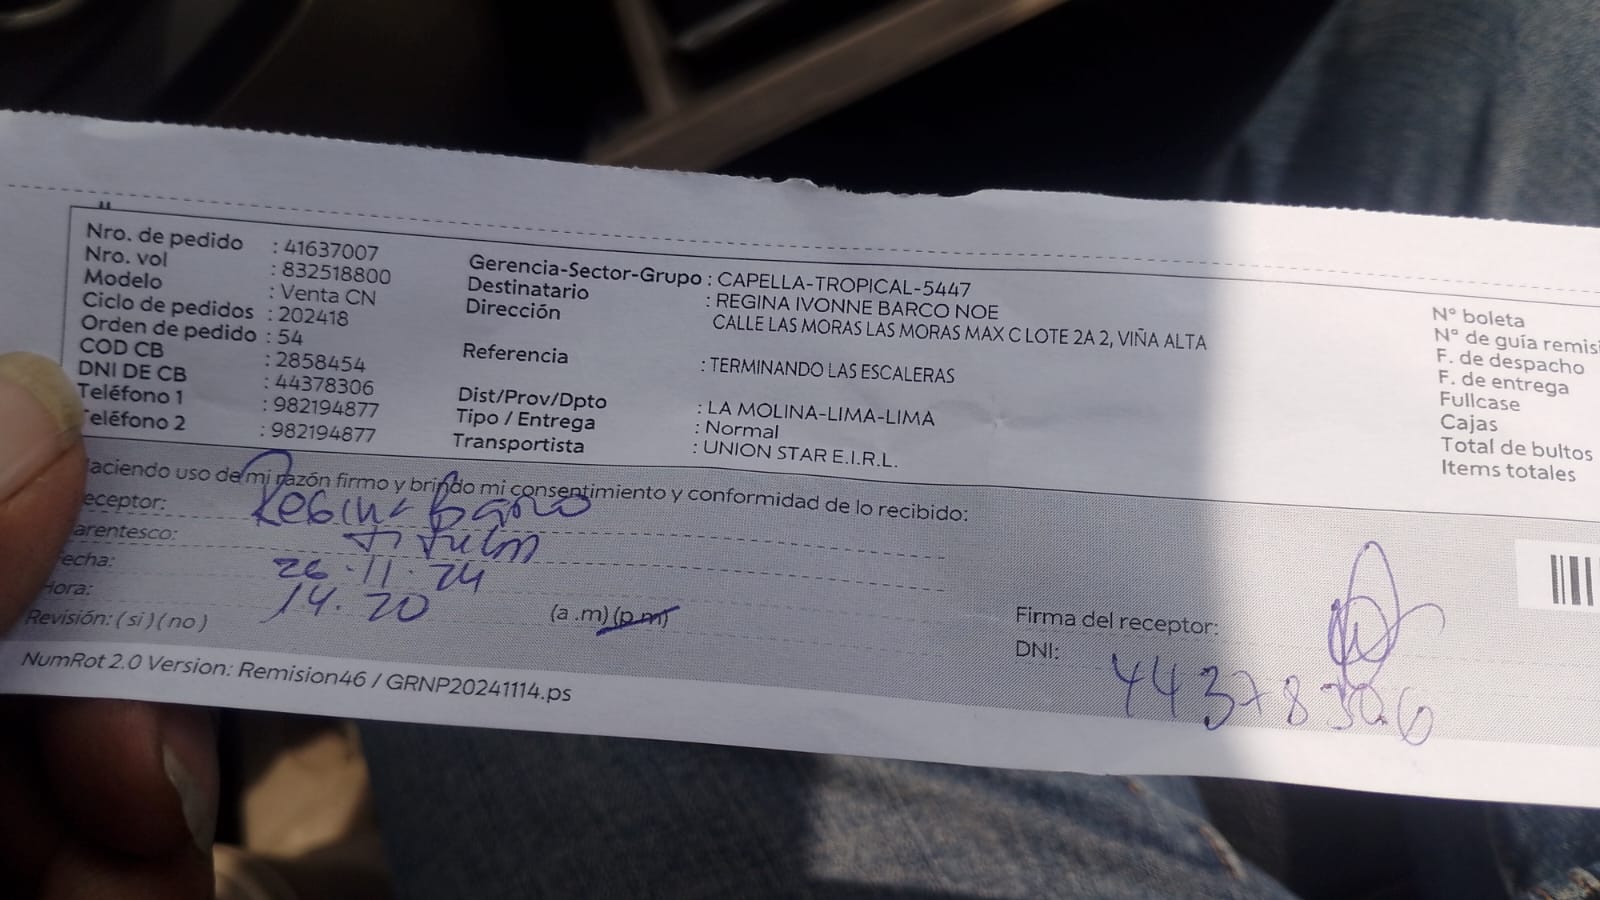 Nro. de pedido : 41637007
Nro. vol : 832518800
Modelo : Venta CN
Ciclo de pedidos : 202418
Orden de pedido : 54
COD CB : 2858454
DNI DE CB : 44378306
Teléfono 1 : 982194877
eléfono 2 : 982194877
Gerencia-Sector-Grupo : CAPELLA-TROPICAL-5447
Destinatario : REGINA IVONNE BARCO NOE
Dirección CALLE LAS MORAS LAS MORAS MAX C LOTE 2A 2, VIÑA ALTA
Referencia : TERMINANDO LAS ESCALERAS
Dist/Prov/Dpto : LA MOLINA-LIMA-LIMA
Tipo / Entrega : Normal
Transportista : UNION STAR E.I.R.L.
N° boleta
N° de guía remis
F. de despacho
F. de entrega
Fullcase
Cajas
Total de bultos
Items totales
aciendo uso de mi razón firmo y brindo mi consentimiento y conformidad de lo recibido:
eceptor: Regina Barco
arentesco: titular
echa: 26·11·24
Hora: 14.20 (a .m) (p.m)
Revisión: ( si ) ( no )
Firma del receptor:
DNI: 44378306
NumRot 2.0 Version: Remision46 / GRNP20241114.ps